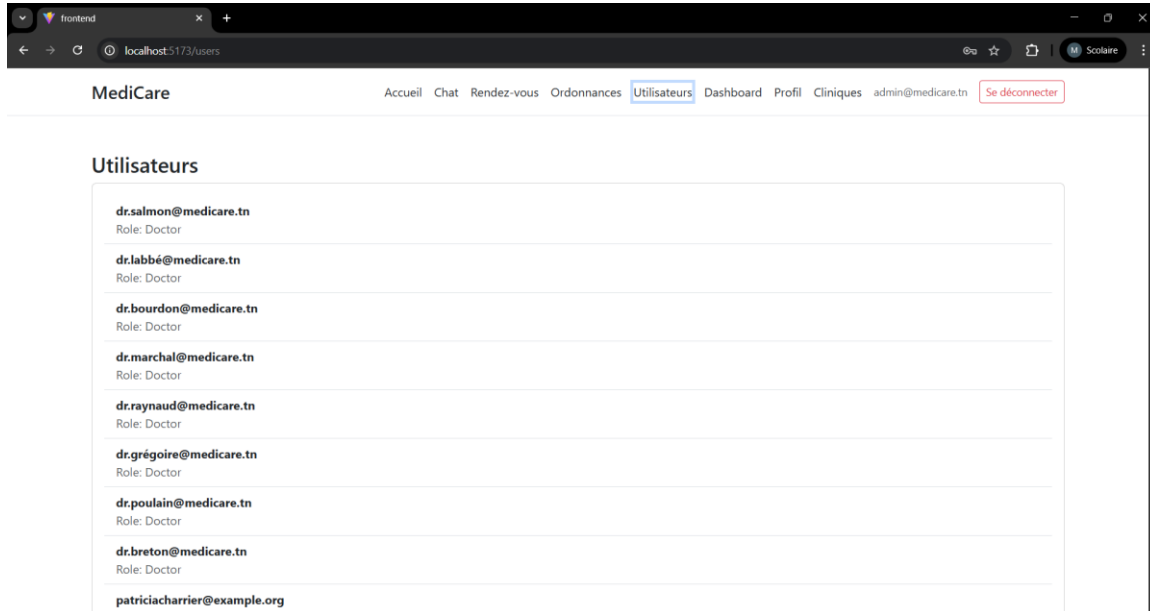 frontend
localhost:5173/users
M Scolaire
MediCare Accueil Chat Rendez-vous Ordonnances Utilisateurs Dashboard Profil Cliniques admin@medicare.tn Se déconnecter
Utilisateurs
dr.salmon@medicare.tn
Role: Doctor
dr.labbé@medicare.tn
Role: Doctor
dr.bourdon@medicare.tn
Role: Doctor
dr.marchal@medicare.tn
Role: Doctor
dr.raynaud@medicare.tn
Role: Doctor
dr.grégoire@medicare.tn
Role: Doctor
dr.poulain@medicare.tn
Role: Doctor
dr.breton@medicare.tn
Role: Doctor
patriciacharrier@example.org